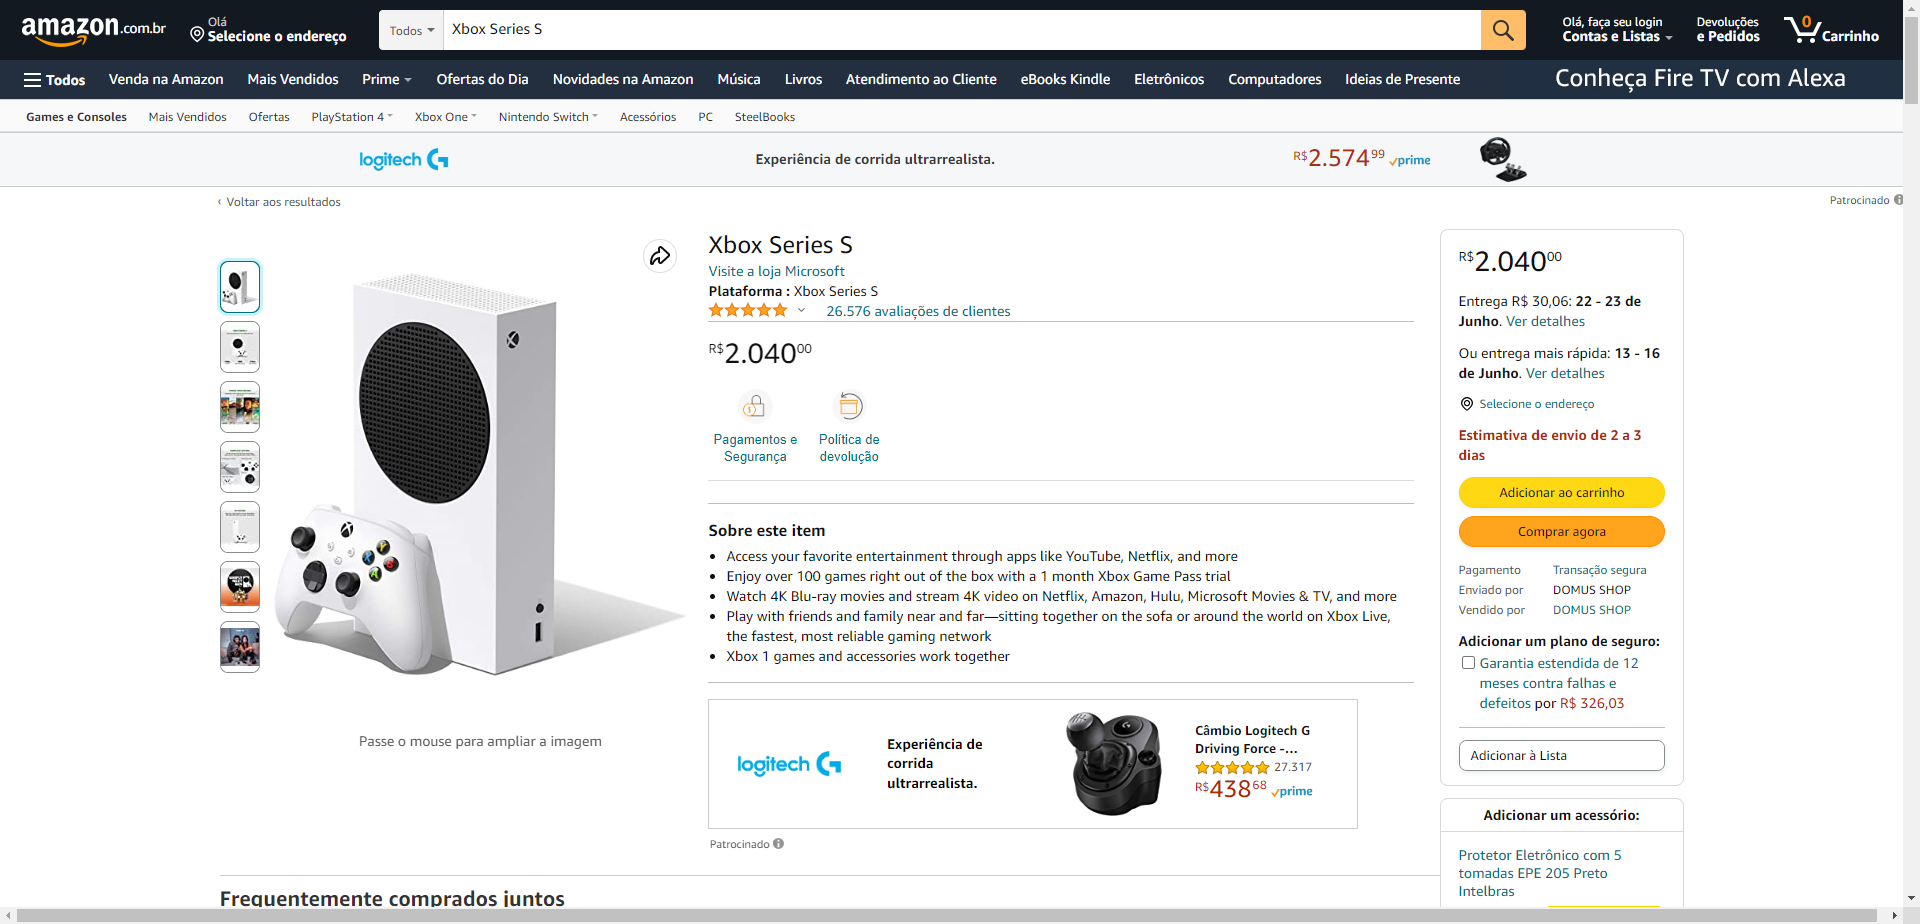 amazon.com.br
Olá
Selecione o endereço
Todos
Xbox Series S
Olá, faça seu login
Contas e Listas
Devoluções
e Pedidos
0
Carrinho
Todos
Venda na Amazon
Mais Vendidos
Prime
Ofertas do Dia
Novidades na Amazon
Música
Livros
Atendimento ao Cliente
eBooks Kindle
Eletrônicos
Computadores
Ideias de Presente
Conheça Fire TV com Alexa
Games e Consoles
Mais Vendidos
Ofertas
PlayStation 4
Xbox One
Nintendo Switch
Acessórios
PC
SteelBooks
logitech G
Experiência de corrida ultrarrealista.
R$2.57499 prime
‹ Voltar aos resultados
Patrocinado
Xbox Series S
Visite a loja Microsoft
Plataforma : Xbox Series S
26.576 avaliações de clientes
R$2.04000
Pagamentos e
Segurança
Política de
devolução
Sobre este item
• Access your favorite entertainment through apps like YouTube, Netflix, and more
• Enjoy over 100 games right out of the box with a 1 month Xbox Game Pass trial
• Watch 4K Blu-ray movies and stream 4K video on Netflix, Amazon, Hulu, Microsoft Movies & TV, and more
• Play with friends and family near and far—sitting together on the sofa or around the world on Xbox Live,
the fastest, most reliable gaming network
• Xbox 1 games and accessories work together
Passe o mouse para ampliar a imagem
logitech G
Experiência de
corrida
ultrarrealista.
Câmbio Logitech G
Driving Force -...
27.317
R$43868 prime
Patrocinado
Frequentemente comprados juntos
R$2.04000
Entrega R$ 30,06: 22 - 23 de
Junho. Ver detalhes
Ou entrega mais rápida: 13 - 16
de Junho. Ver detalhes
Selecione o endereço
Estimativa de envio de 2 a 3
dias
Adicionar ao carrinho
Comprar agora
Pagamento Transação segura
Enviado por DOMUS SHOP
Vendido por DOMUS SHOP
Adicionar um plano de seguro:
Garantia estendida de 12
meses contra falhas e
defeitos por R$ 326,03
Adicionar à Lista
Adicionar um acessório:
Protetor Eletrônico com 5
tomadas EPE 205 Preto
Intelbras